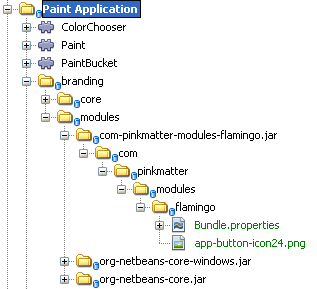 Paint Application
ColorChooser
Paint
PaintBucket
branding
core
modules
com-pinkmatter-modules-flamingo.jar
com
pinkmatter
modules
flamingo
Bundle.properties
app-button-icon24.png
org-netbeans-core-windows.jar
org-netbeans-core.jar